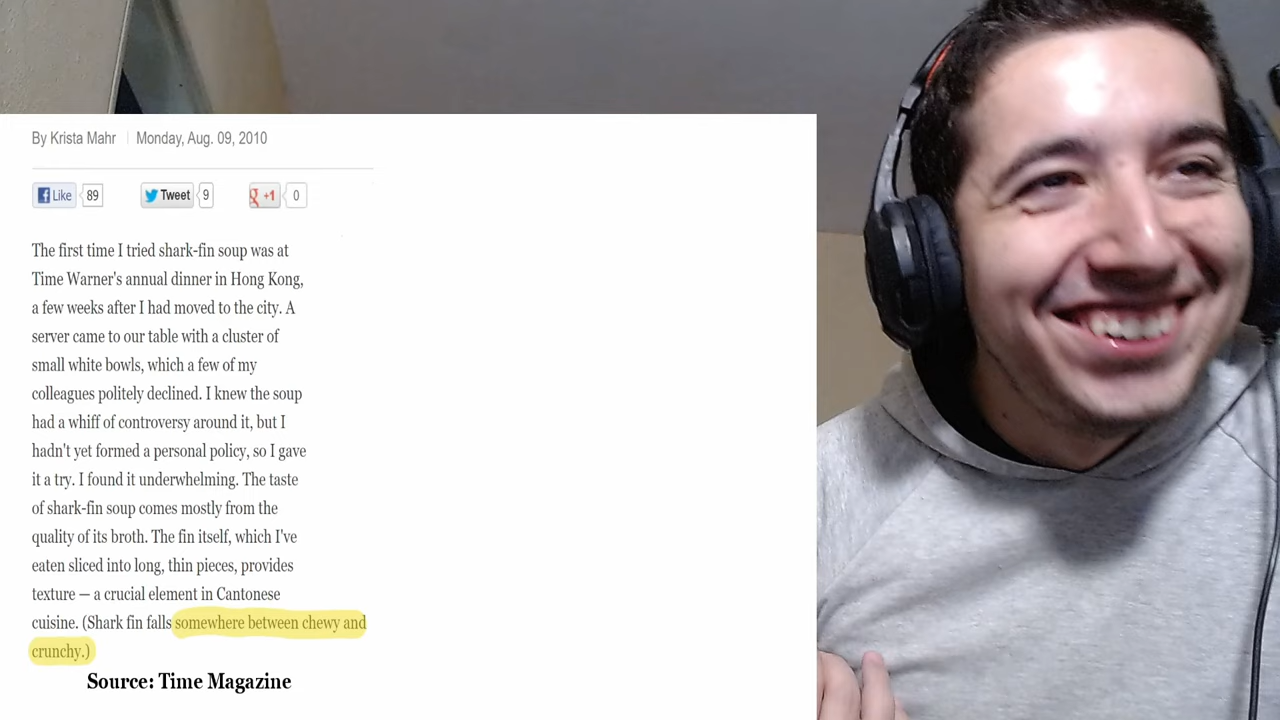 By Krista Mahr | Monday, Aug. 09, 2010
Like 89 Tweet 9 +1 0
The first time I tried shark-fin soup was at
Time Warner's annual dinner in Hong Kong,
a few weeks after I had moved to the city. A
server came to our table with a cluster of
small white bowls, which a few of my
colleagues politely declined. I knew the soup
had a whiff of controversy around it, but I
hadn't yet formed a personal policy, so I gave
it a try. I found it underwhelming. The taste
of shark-fin soup comes mostly from the
quality of its broth. The fin itself, which I've
eaten sliced into long, thin pieces, provides
texture — a crucial element in Cantonese
cuisine. (Shark fin falls somewhere between chewy and
crunchy.)
Source: Time Magazine